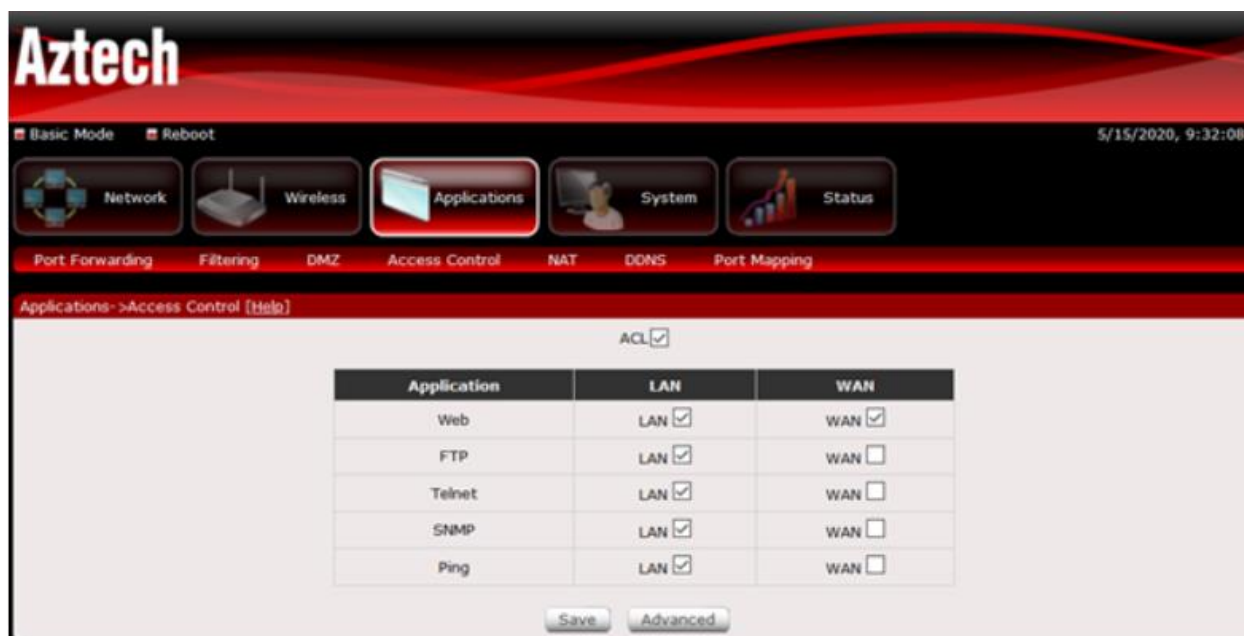 Aztech
Basic Mode Reboot 5/15/2020, 9:32:08
Network Wireless Applications System Status
Port Forwarding Filtering DMZ Access Control NAT DDNS Port Mapping
Applications->Access Control [Help]
ACL
Application LAN WAN
Web LAN WAN
FTP LAN WAN
Telnet LAN WAN
SNMP LAN WAN
Ping LAN WAN
Save Advanced